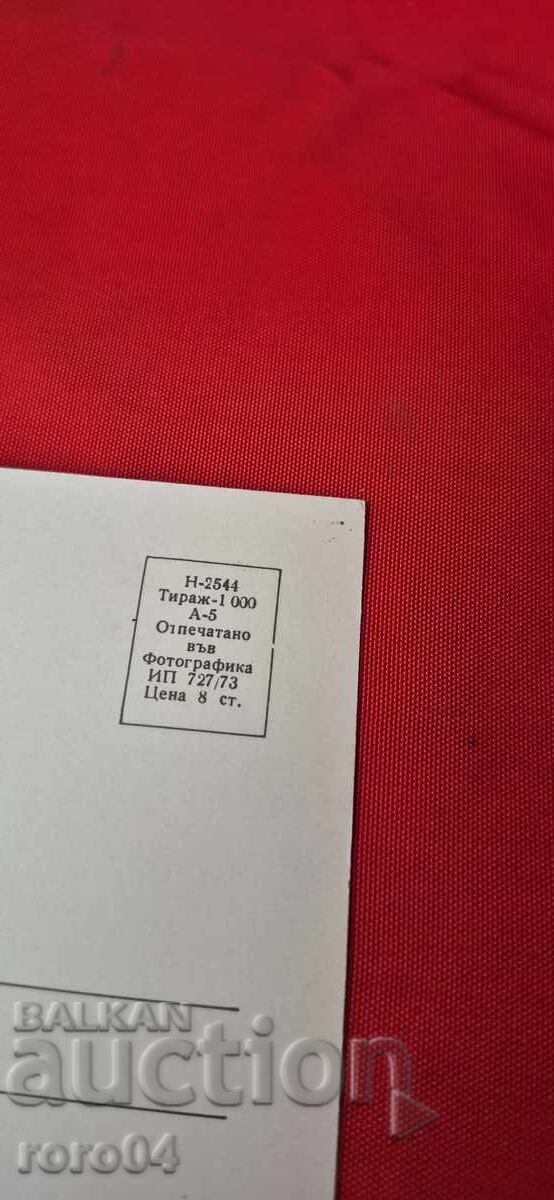 Н-2544
Тираж-1 000
А-5
Отпечатано
във
Фотографика
ИП 727/73
Цена 8 ст.
BALKAN
auction
roro04